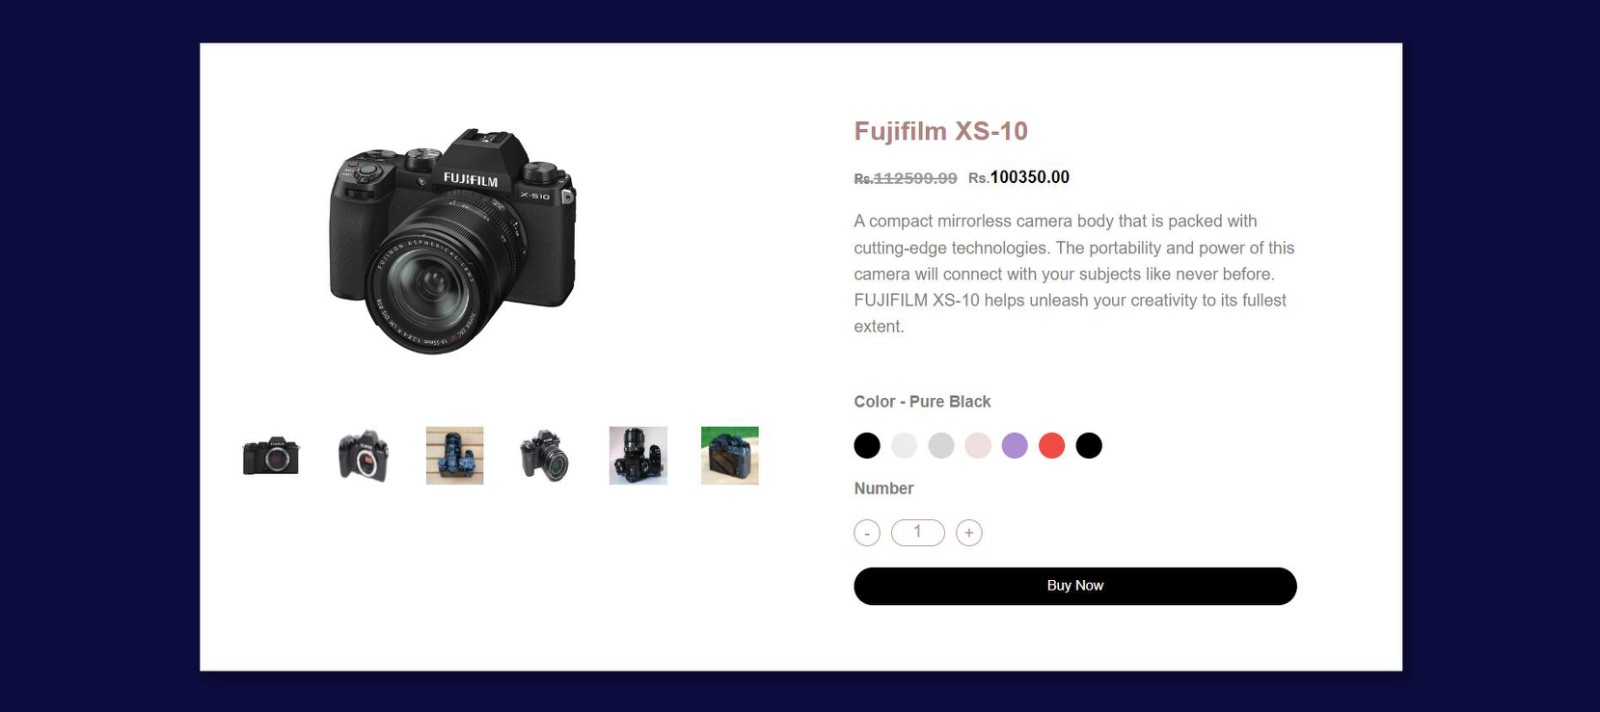 FUJIFILM
X-S10
Fujifilm XS-10
Rs.112599.99 Rs.100350.00
A compact mirrorless camera body that is packed with
cutting-edge technologies. The portability and power of this
camera will connect with your subjects like never before.
FUJIFILM XS-10 helps unleash your creativity to its fullest
extent.
Color - Pure Black
Number
- 1 +
Buy Now